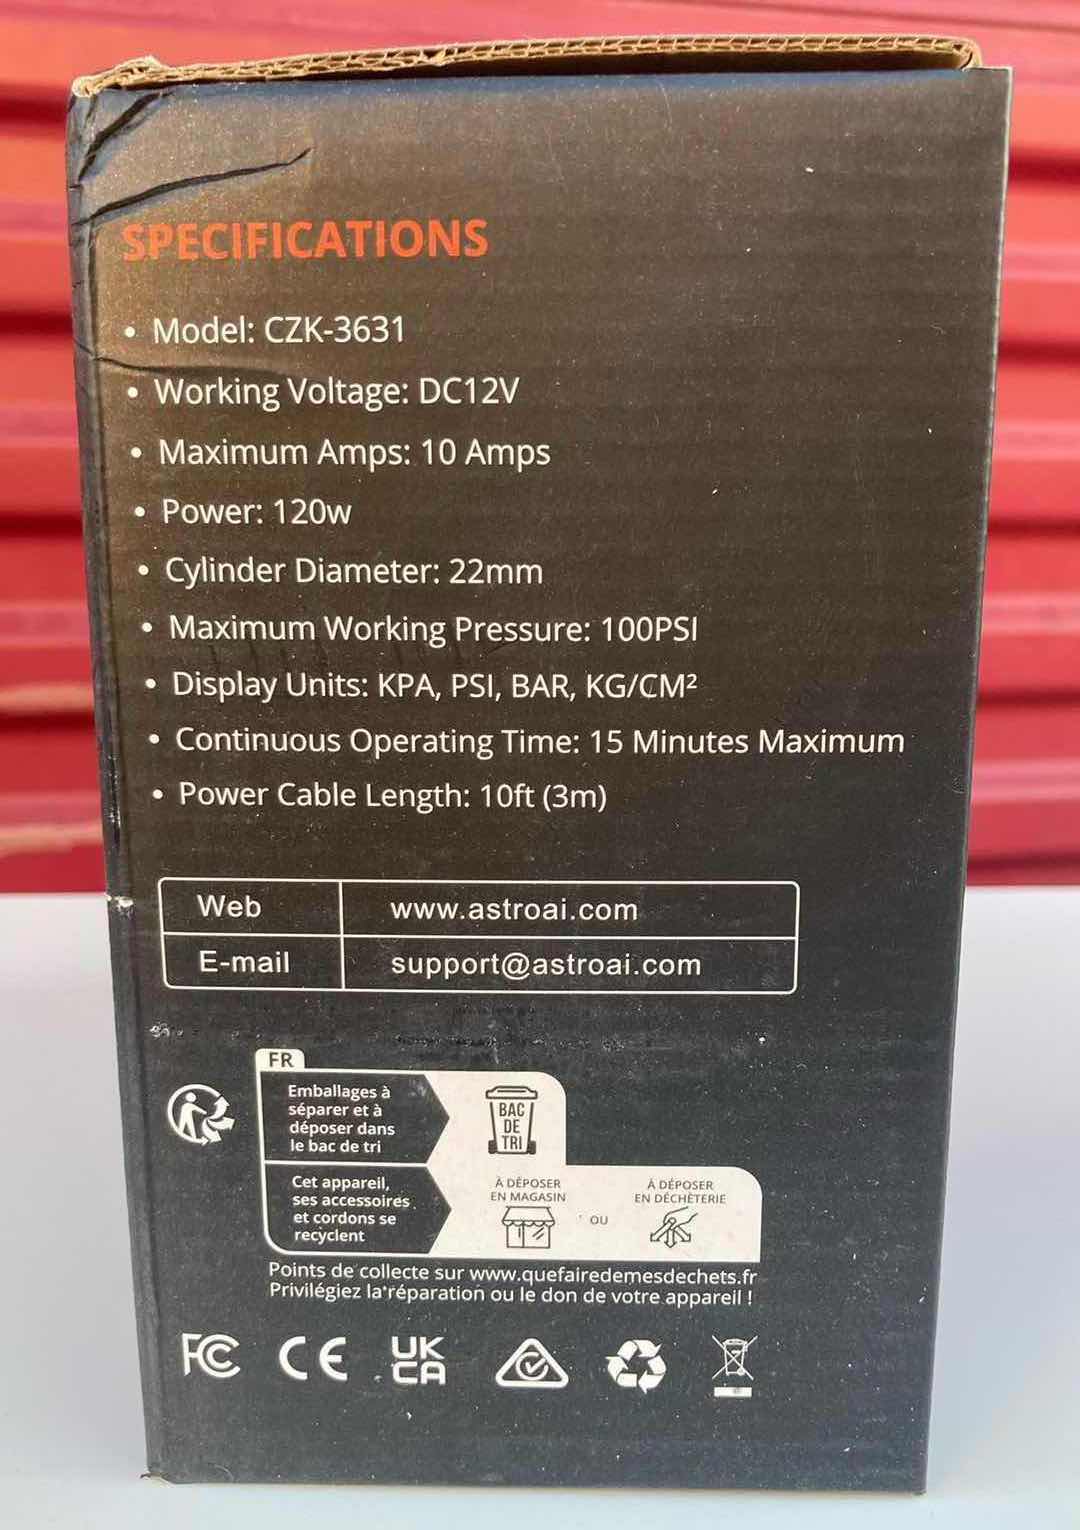 SPECIFICATIONS
• Model: CZK-3631
• Working Voltage: DC12V
• Maximum Amps: 10 Amps
• Power: 120w
• Cylinder Diameter: 22mm
• Maximum Working Pressure: 100PSI
• Display Units: KPA, PSI, BAR, KG/CM²
• Continuous Operating Time: 15 Minutes Maximum
• Power Cable Length: 10ft (3m)
Web www.astroai.com
E-mail support@astroai.com
FR
Emballages à
séparer et à
déposer dans
le bac de tri
BAC
DE
TRI
Cet appareil,
ses accessoires
et cordons se
recyclent
À DÉPOSER
EN MAGASIN
OU
À DÉPOSER
EN DÉCHÈTERIE
Points de collecte sur www.quefairedemesdechets.fr
Privilégiez la réparation ou le don de votre appareil !
FC CE UK
CA